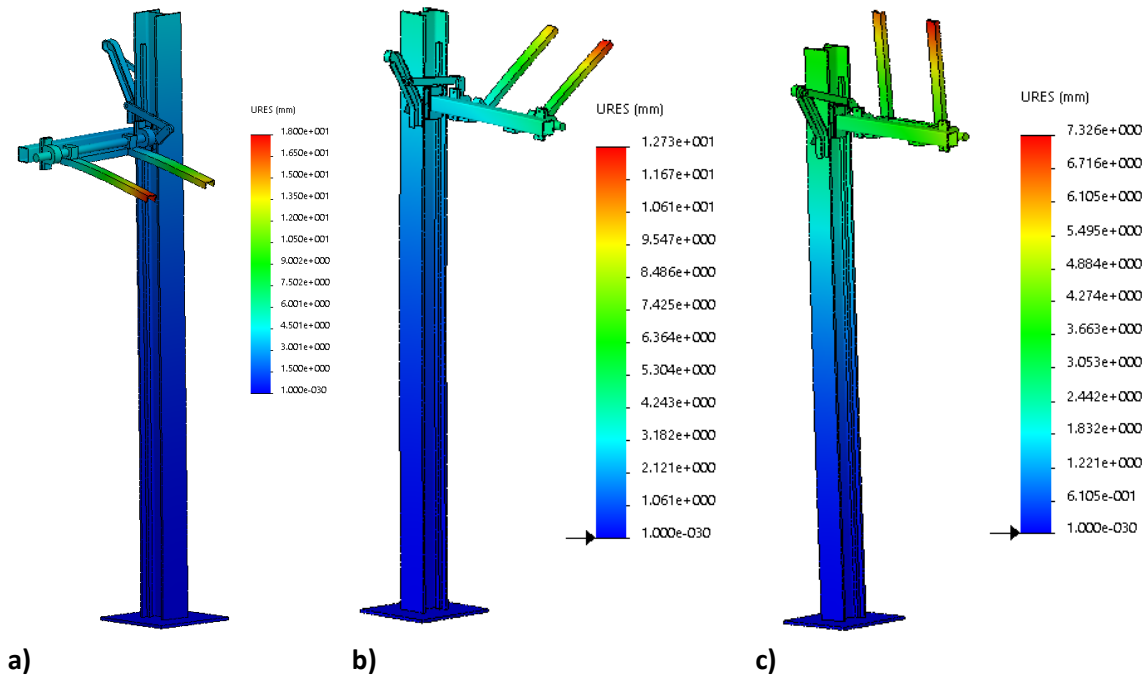 URES (mm)
1.800e+001
1.650e+001
1.500e+001
1.350e+001
1.200e+001
1.050e+001
9.002e+000
7.502e+000
6.001e+000
4.501e+000
3.001e+000
1.500e+000
1.000e-030
a)
URES (mm)
1.273e+001
1.167e+001
1.061e+001
9.547e+000
8.486e+000
7.425e+000
6.364e+000
5.304e+000
4.243e+000
3.182e+000
2.121e+000
1.061e+000
1.000e-030
b)
URES (mm)
7.326e+000
6.716e+000
6.105e+000
5.495e+000
4.884e+000
4.274e+000
3.663e+000
3.053e+000
2.442e+000
1.832e+000
1.221e+000
6.105e-001
1.000e-030
c)